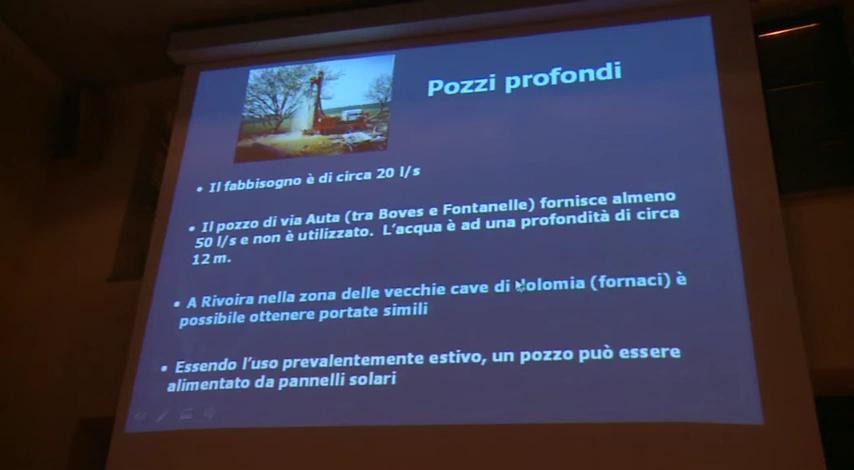 Pozzi profondi
• Il fabbisogno è di circa 20 l/s
• Il pozzo di via Auta (tra Boves e Fontanelle) fornisce almeno
50 l/s e non è utilizzato. L'acqua è ad una profondità di circa
12 m.
• A Rivoira nella zona delle vecchie cave di Dolomia (fornaci) è
possibile ottenere portate simili
• Essendo l'uso prevalentemente estivo, un pozzo può essere
alimentato da pannelli solari